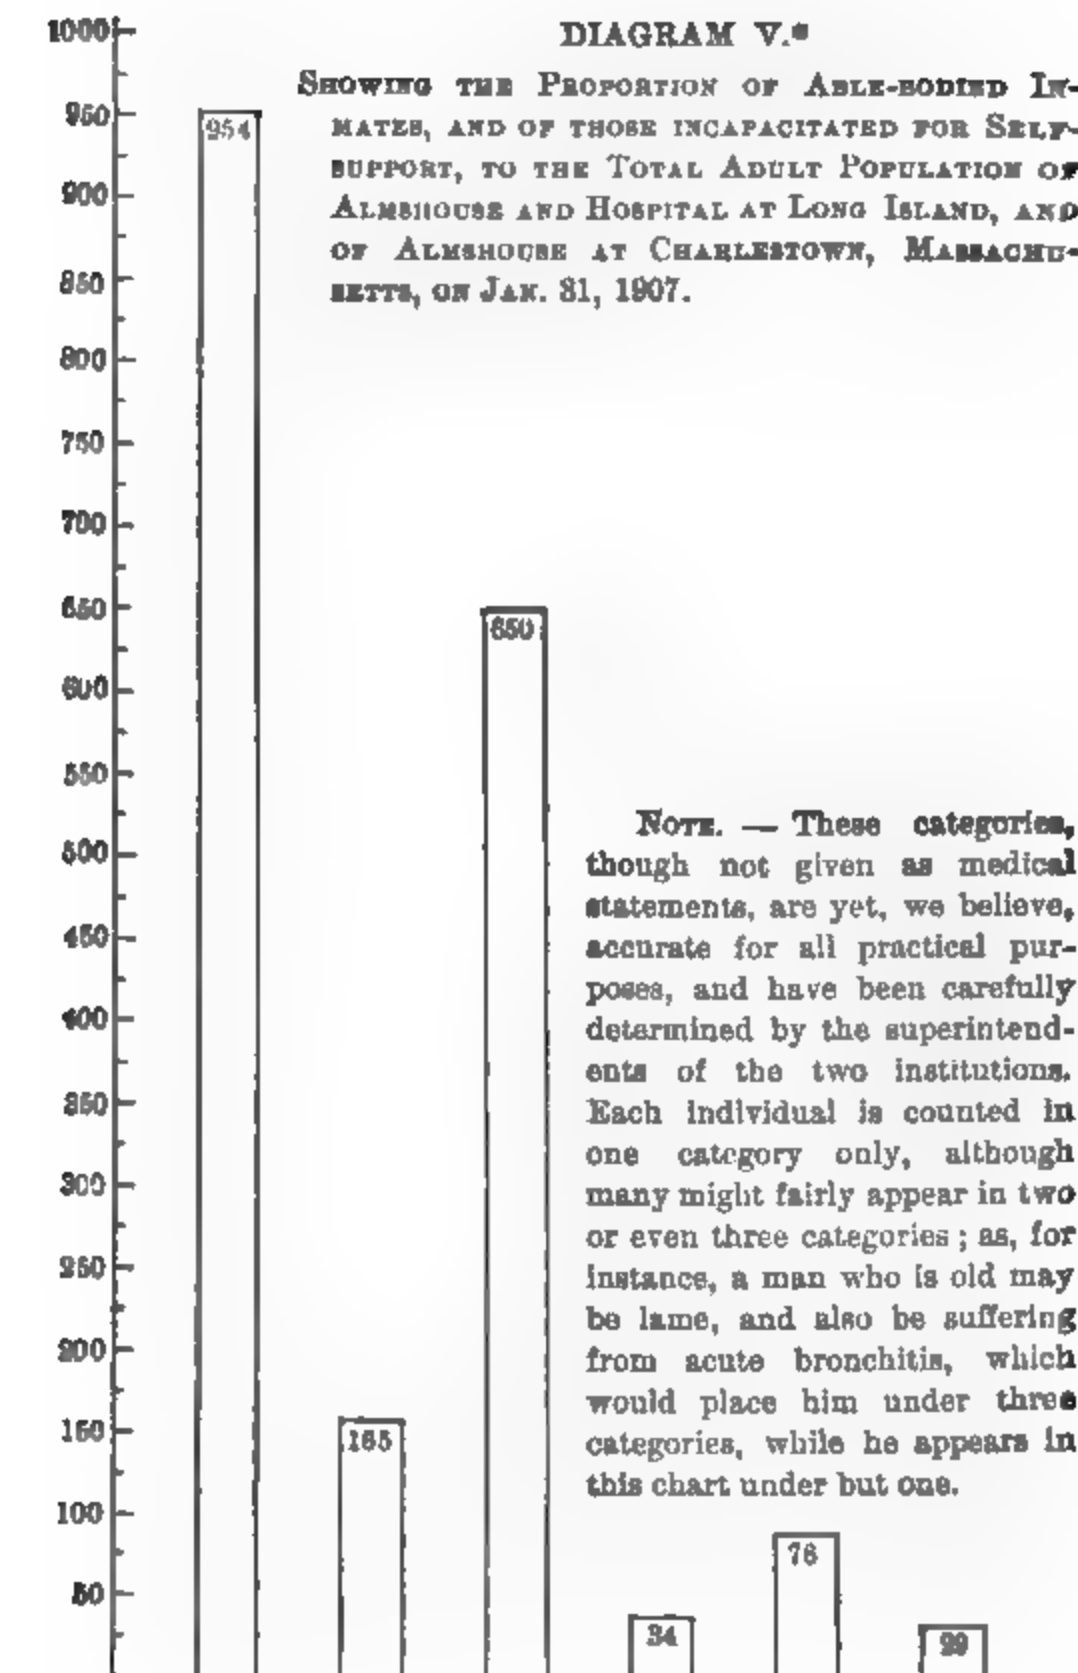 DIAGRAM V.*
SHOWING THE PROPORTION OF ABLE-BODIED IN-
MATES, AND OF THOSE INCAPACITATED FOR SELF-
SUPPORT, TO THE TOTAL ADULT POPULATION OF
ALMSHOUSE AND HOSPITAL AT LONG ISLAND, AND
OF ALMSHOUSE AT CHARLESTOWN, MASSACHU-
SETTS, ON JAN. 31, 1907.
1000
950
900
850
800
750
700
650
600
550
500
450
400
350
300
250
200
150
100
50
954
165
650
34
76
29
NOTE. — These categories,
though not given as medical
statements, are yet, we believe,
accurate for all practical pur-
poses, and have been carefully
determined by the superintend-
ents of the two institutions.
Each individual is counted in
one category only, although
many might fairly appear in two
or even three categories; as, for
instance, a man who is old may
be lame, and also be suffering
from acute bronchitis, which
would place him under three
categories, while he appears in
this chart under but one.